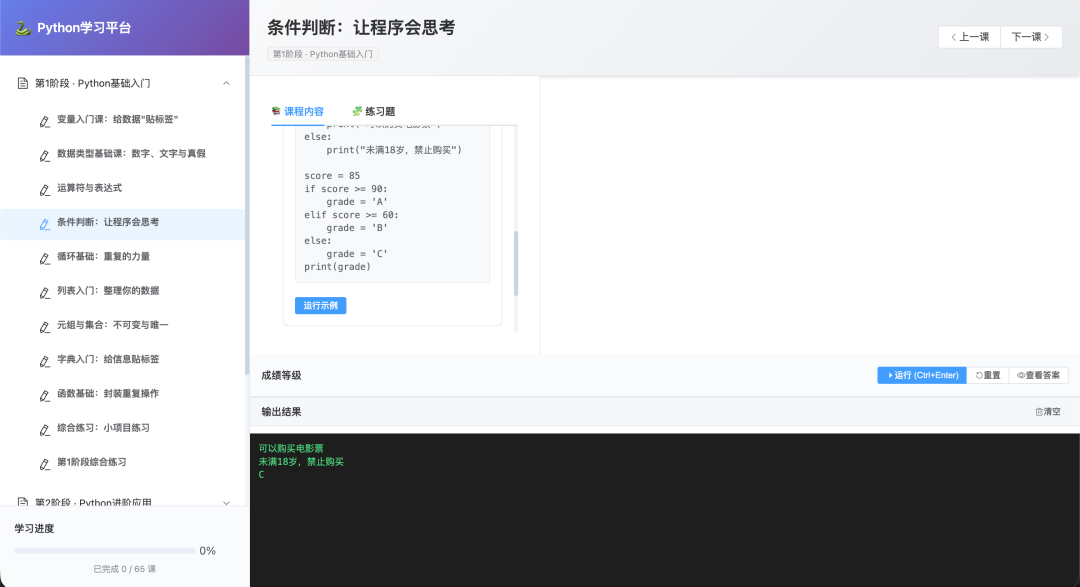 Python学习平台
第1阶段 · Python基础入门
变量入门课：给数据"贴标签"
数据类型基础课：数字、文字与真假
运算符与表达式
条件判断：让程序会思考
循环基础：重复的力量
列表入门：整理你的数据
元组与集合：不可变与唯一
字典入门：给信息贴标签
函数基础：封装重复操作
综合练习：小项目练习
第1阶段综合练习
第2阶段 · Python进阶应用
学习进度
0%
已完成 0 / 65 课
条件判断：让程序会思考
第1阶段 · Python基础入门
上一课
下一课
课程内容
练习题
else:
print("未满18岁，禁止购买")
score = 85
if score >= 90:
grade = 'A'
elif score >= 60:
grade = 'B'
else:
grade = 'C'
print(grade)
运行示例
成绩等级
运行 (Ctrl+Enter)
重置
查看答案
输出结果
清空
可以购买电影票
未满18岁，禁止购买
C